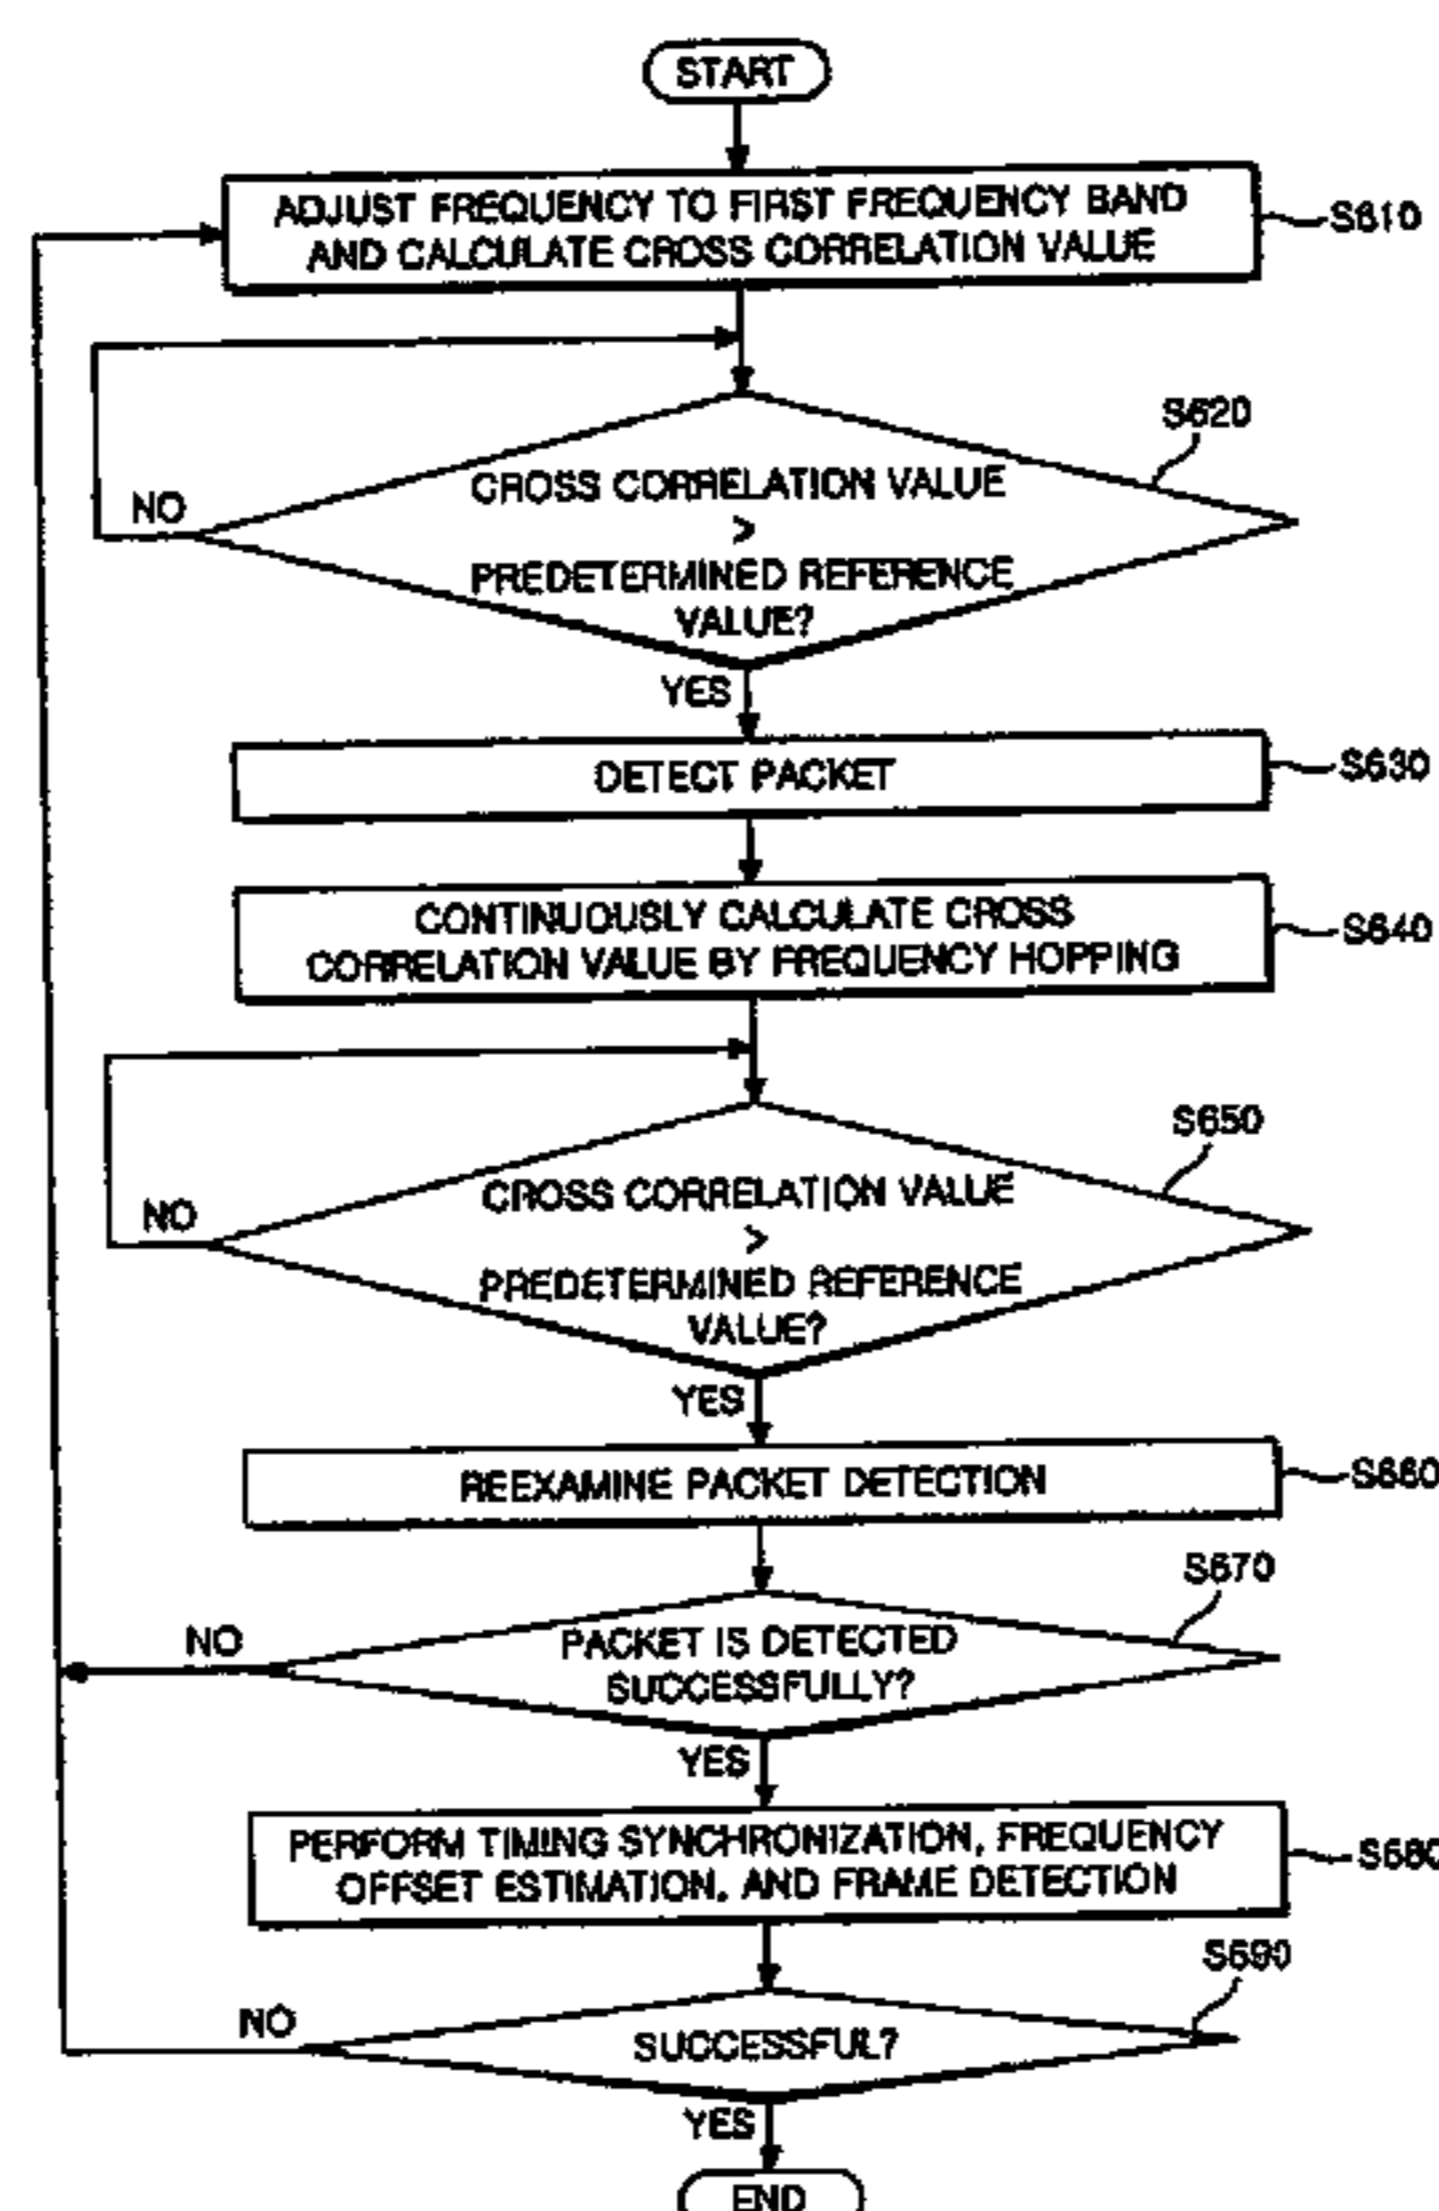 START
ADJUST FREQUENCY TO FIRST FREQUENCY BAND
AND CALCULATE CROSS CORRELATION VALUE
S610
S620
CROSS CORRELATION VALUE
>
PREDETERMINED REFERENCE
VALUE?
NO
YES
DETECT PACKET
S630
CONTINUOUSLY CALCULATE CROSS
CORRELATION VALUE BY FREQUENCY HOPPING
S640
S650
CROSS CORRELATION VALUE
>
PREDETERMINED REFERENCE
VALUE?
NO
YES
REEXAMINE PACKET DETECTION
S660
S670
PACKET IS DETECTED
SUCCESSFULLY?
NO
YES
PERFORM TIMING SYNCHRONIZATION, FREQUENCY
OFFSET ESTIMATION, AND FRAME DETECTION
S680
S690
SUCCESSFUL?
NO
YES
END